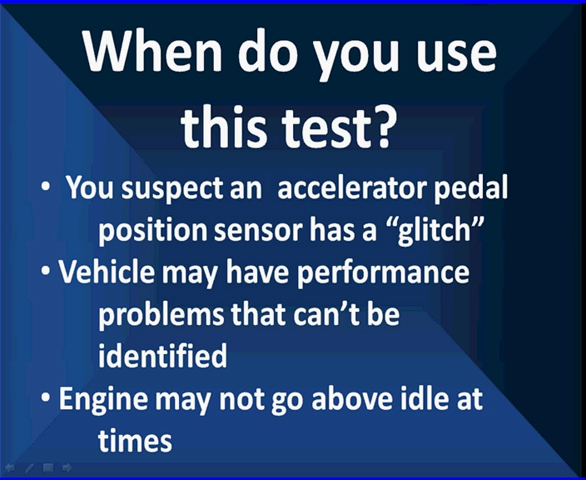 When do you use
this test?
• You suspect an accelerator pedal
position sensor has a “glitch”
• Vehicle may have performance
problems that can’t be
identified
• Engine may not go above idle at
times